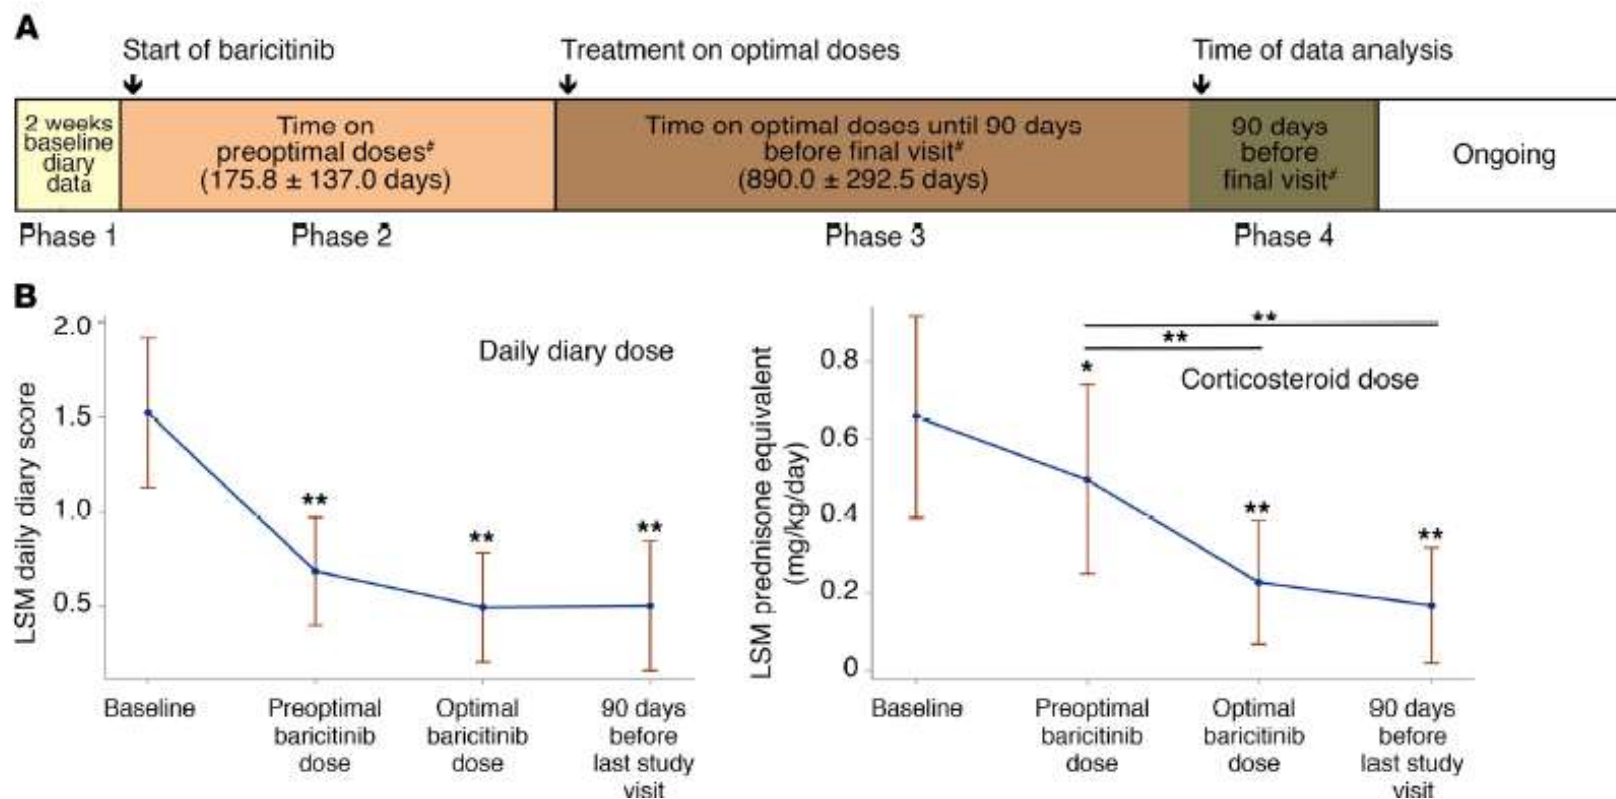 A
Start of baricitinib
Treatment on optimal doses
Time of data analysis
2 weeks
baseline
diary
data
Time on
preoptimal doses#
(175.8 ± 137.0 days)
Time on optimal doses until 90 days
before final visit#
(890.0 ± 292.5 days)
90 days
before
final visit#
Ongoing
Phase 1
Phase 2
Phase 3
Phase 4
B
LSM daily diary score
2.0
1.5
1.0
0.5
Daily diary dose
**
**
**
Baseline
Preoptimal
baricitinib
dose
Optimal
baricitinib
dose
90 days
before
last study
visit
LSM prednisone equivalent
(mg/kg/day)
0.8
0.6
0.4
0.2
0
**
**
*
Corticosteroid dose
**
**
Baseline
Preoptimal
baricitinib
dose
Optimal
baricitinib
dose
90 days
before
last study
visit